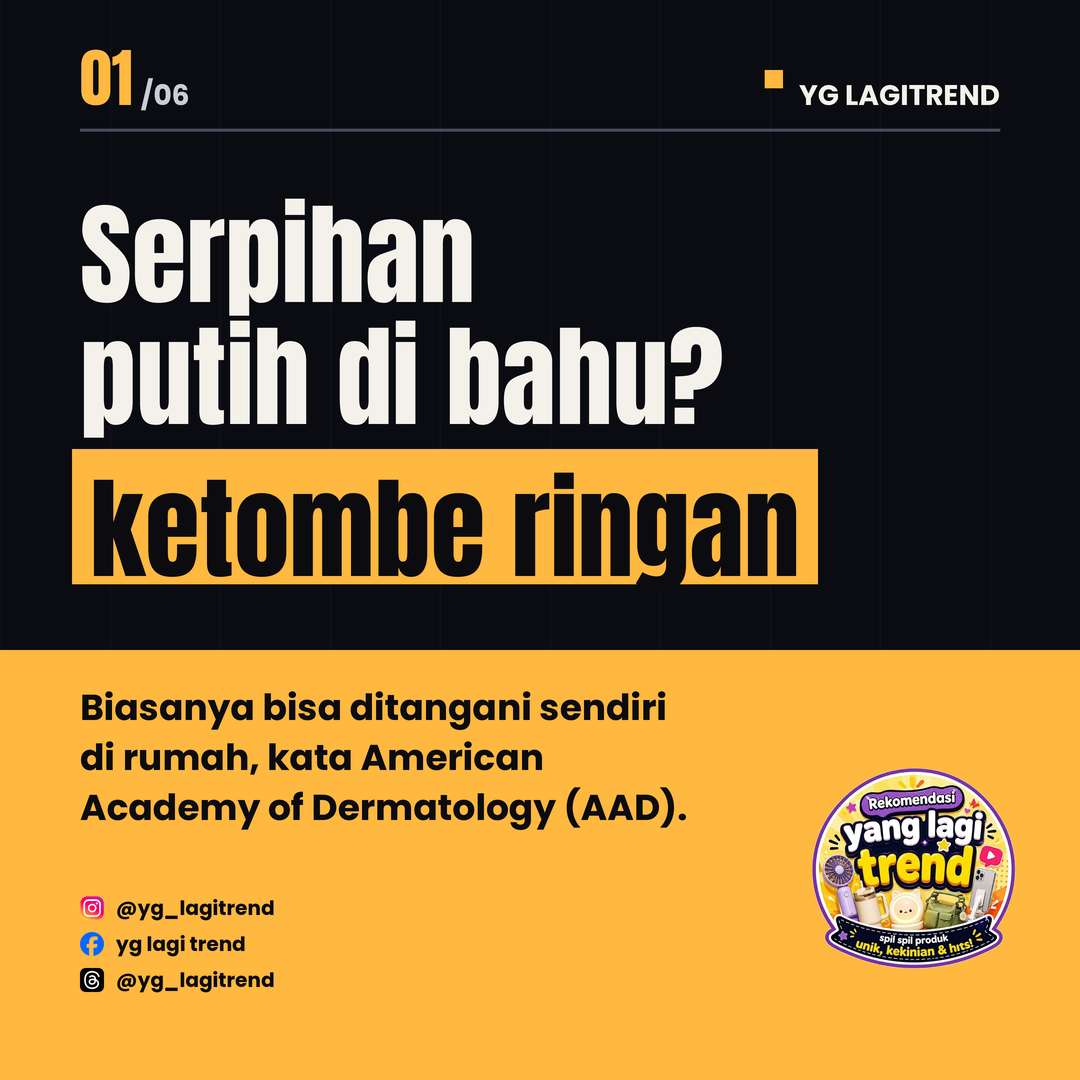 01 /06
YG LAGITREND
Serpihan
putih di bahu?
ketombe ringan
Biasanya bisa ditangani sendiri
di rumah, kata American
Academy of Dermatology (AAD).
@yg_lagitrend
yg lagi trend
@yg_lagitrend
Rekomendasi
yang lagi
trend
spil spil produk
unik, kekinian & hits!